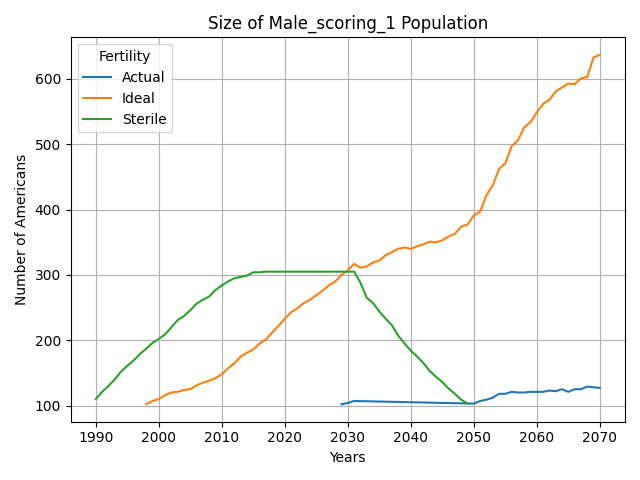 Size of Male_scoring_1 Population
Fertility
Actual
Ideal
Sterile
Number of Americans
600
500
400
300
200
100
1990 2000 2010 2020 2030 2040 2050 2060 2070
Years